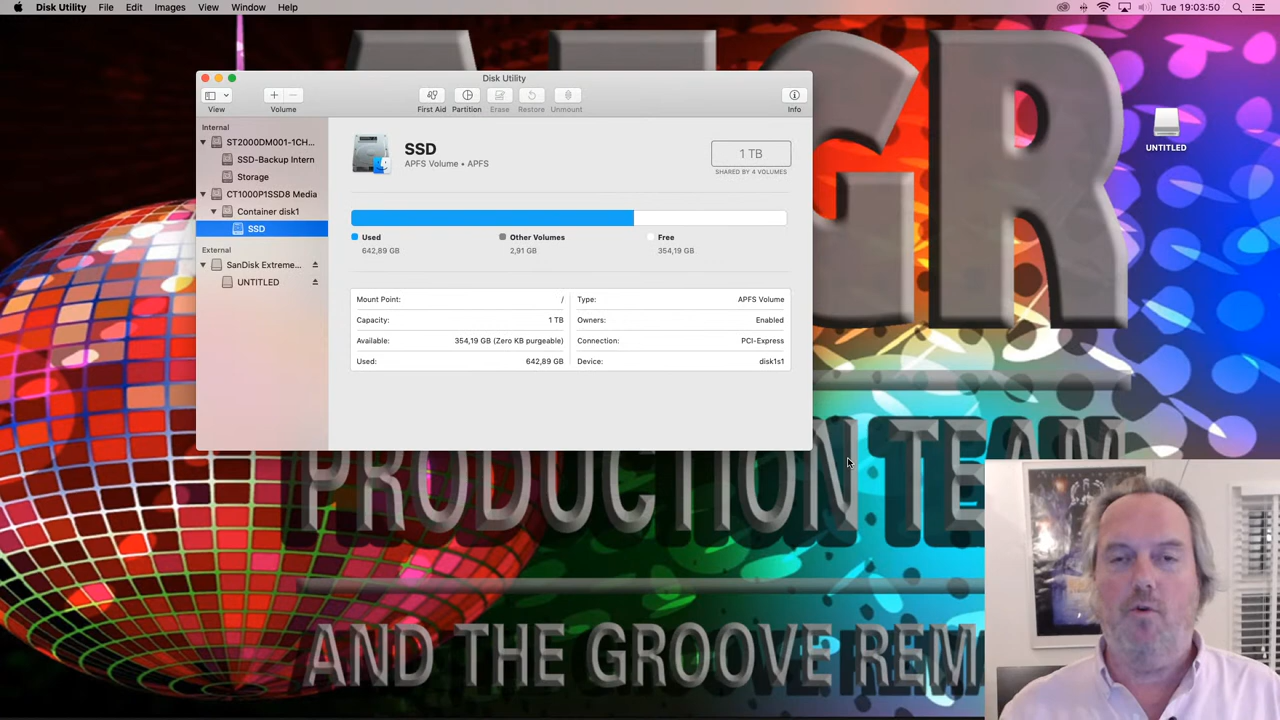 Disk Utility File Edit Images View Window Help Tue 19:03:50
Disk Utility
View Volume First Aid Partition Erase Restore Unmount Info
Internal
ST2000DM001-1CH...
SSD-Backup Intern
Storage
CT1000P1SSD8 Media
Container disk1
SSD
External
SanDisk Extreme...
UNTITLED
SSD
APFS Volume • APFS
1 TB
SHARED BY 4 VOLUMES
Used
642,89 GB
Other Volumes
2,91 GB
Free
354,19 GB
Mount Point: /
Capacity: 1 TB
Available: 354,19 GB (Zero KB purgeable)
Used: 642,89 GB
Type: APFS Volume
Owners: Enabled
Connection: PCI-Express
Device: disk1s1
UNTITLED
PRODUCTION TEAM
AND THE GROOVE REM